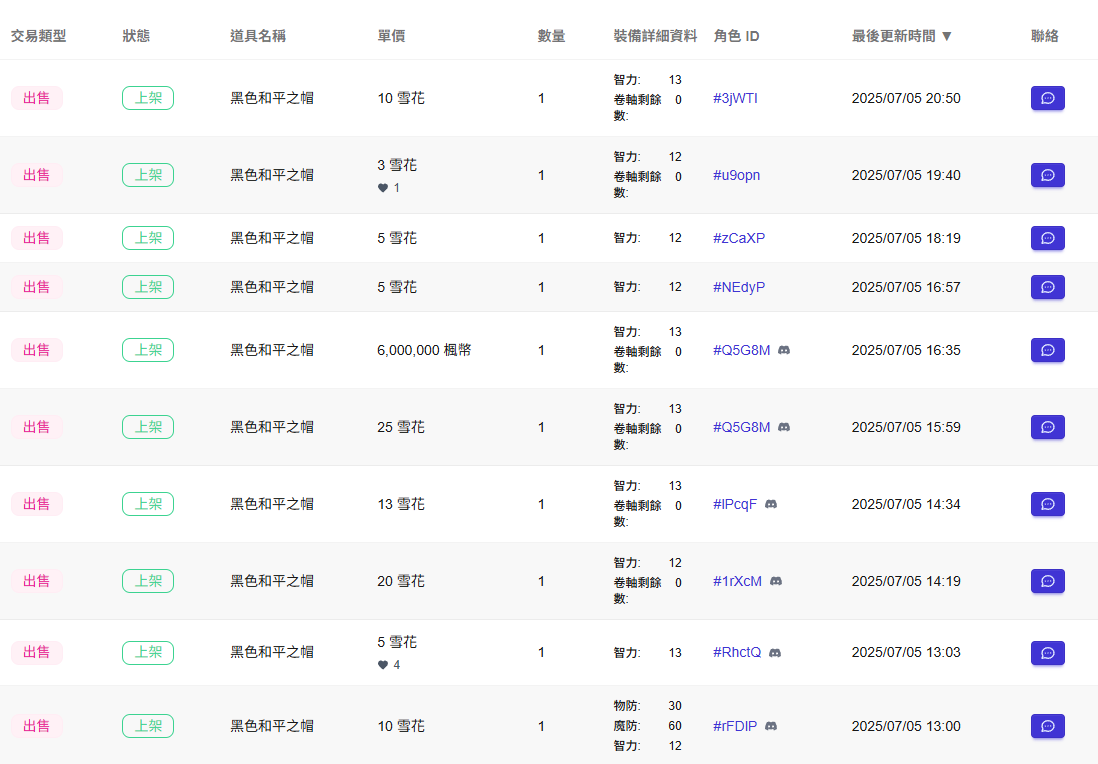 交易類型 狀態 道具名稱 單價 數量 裝備詳細資料 角色 ID 最後更新時間 ▼ 聯絡
出售 上架 黑色和平之帽 10 雪花 1 智力: 13 #3jWTI 2025/07/05 20:50
卷軸剩餘 0
數:
出售 上架 黑色和平之帽 3 雪花 1 智力: 12 #u9opn 2025/07/05 19:40
♥ 1 卷軸剩餘 0
數:
出售 上架 黑色和平之帽 5 雪花 1 智力: 12 #zCaXP 2025/07/05 18:19
出售 上架 黑色和平之帽 5 雪花 1 智力: 12 #NEdyP 2025/07/05 16:57
出售 上架 黑色和平之帽 6,000,000 楓幣 1 智力: 13 #Q5G8M 2025/07/05 16:35
卷軸剩餘 0
數:
出售 上架 黑色和平之帽 25 雪花 1 智力: 13 #Q5G8M 2025/07/05 15:59
卷軸剩餘 0
數:
出售 上架 黑色和平之帽 13 雪花 1 智力: 13 #lPcqF 2025/07/05 14:34
卷軸剩餘 0
數:
出售 上架 黑色和平之帽 20 雪花 1 智力: 12 #1rXcM 2025/07/05 14:19
卷軸剩餘 0
數:
出售 上架 黑色和平之帽 5 雪花 1 智力: 13 #RhctQ 2025/07/05 13:03
♥ 4
出售 上架 黑色和平之帽 10 雪花 1 物防: 30 #rFDIP 2025/07/05 13:00
魔防: 60
智力: 12